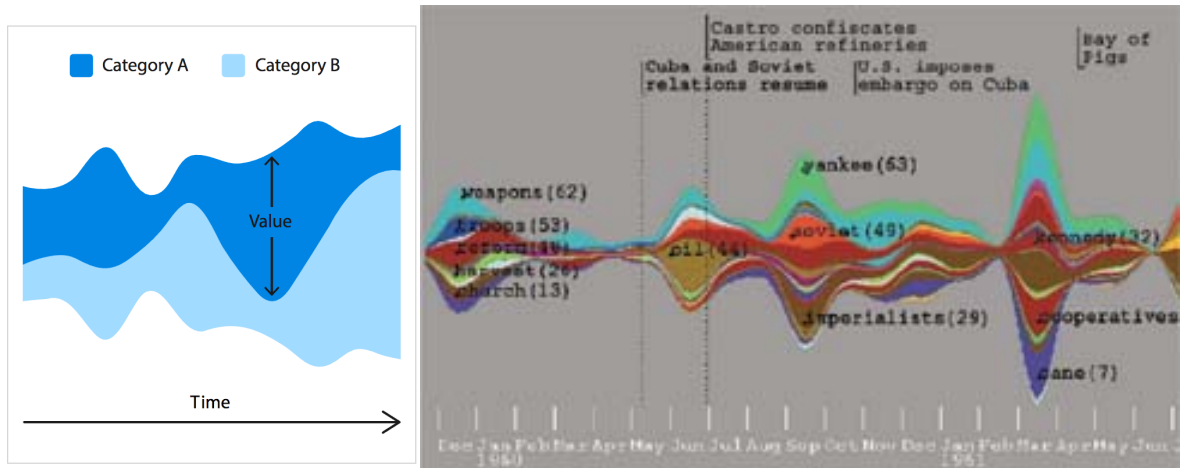 Category A
Category B
Value
Time
Castro confiscates
American refineries
Cuba and Soviet
relations resume
U.S. imposes
embargo on Cuba
Bay of
Pigs
weapons(62)
troops(53)
harvest(26)
church(13)
oil(44)
yankee(63)
soviet(49)
imperialists(29)
kennedy(32)
cooperatives
cane(7)
Dec Jan Feb Mar Apr May Jun Jul Aug Sep Oct Nov Dec Jan Feb Mar Apr May Jun
1960 1961